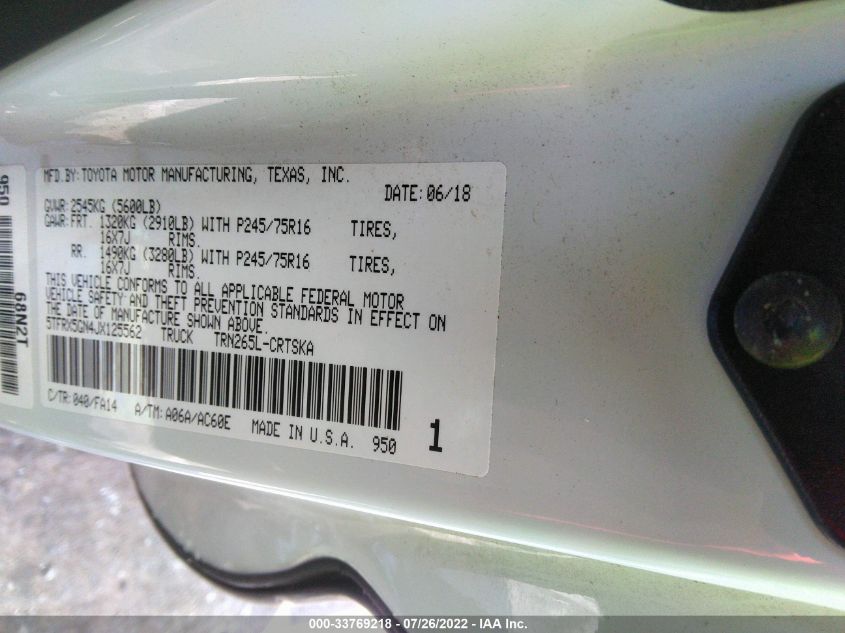 MFD.BY:TOYOTA MOTOR MANUFACTURING, TEXAS, INC.
DATE:06/18
GVWR:2545KG (5600LB)
GAWR:FRT. 1320KG (2910LB) WITH P245/75R16 TIRES,
16X7J RIMS.
RR. 1490KG (3280LB) WITH P245/75R16 TIRES,
16X7J RIMS.
THIS VEHICLE CONFORMS TO ALL APPLICABLE FEDERAL MOTOR
VEHICLE SAFETY AND THEFT PREVENTION STANDARDS IN EFFECT ON
THE DATE OF MANUFACTURE SHOWN ABOVE.
5TFRX5GN4JX125562 TRUCK TRN265L-CRTSKA
C/TR:040/FA14 A/TM:A06A/AC60E MADE IN U.S.A. 950 1
950
68N2T
000-33769218 - 07/26/2022 - IAA Inc.